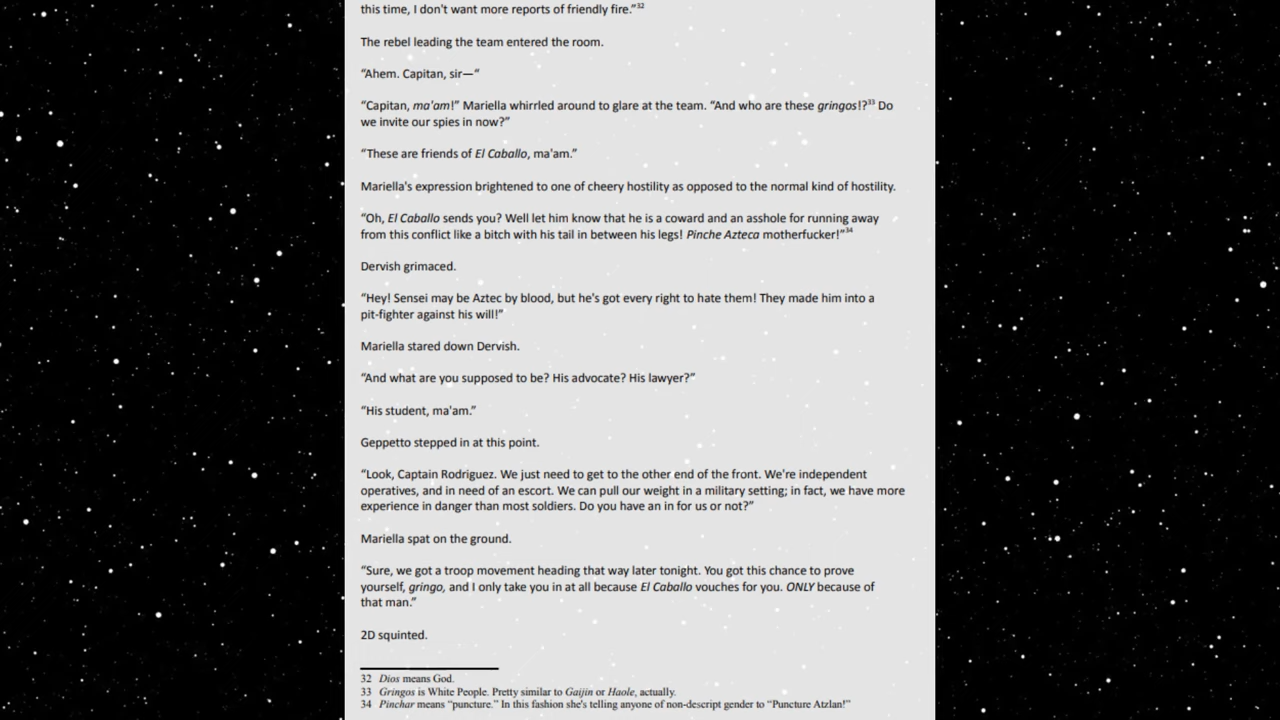 this time, I don't want more reports of friendly fire.”32
The rebel leading the team entered the room.
“Ahem. Capitan, sir—“
“Capitan, ma'am!” Mariella whirrled around to glare at the team. “And who are these gringos!?33 Do
we invite our spies in now?”
“These are friends of El Caballo, ma'am.”
Mariella's expression brightened to one of cheery hostility as opposed to the normal kind of hostility.
“Oh, El Caballo sends you? Well let him know that he is a coward and an asshole for running away
from this conflict like a bitch with his tail in between his legs! Pinche Azteca motherfucker!”34
Dervish grimaced.
“Hey! Sensei may be Aztec by blood, but he's got every right to hate them! They made him into a
pit-fighter against his will!”
Mariella stared down Dervish.
“And what are you supposed to be? His advocate? His lawyer?”
“His student, ma'am.”
Geppetto stepped in at this point.
“Look, Captain Rodriguez. We just need to get to the other end of the front. We're independent
operatives, and in need of an escort. We can pull our weight in a military setting; in fact, we have more
experience in danger than most soldiers. Do you have an in for us or not?”
Mariella spat on the ground.
“Sure, we got a troop movement heading that way later tonight. You got this chance to prove
yourself, gringo, and I only take you in at all because El Caballo vouches for you. ONLY because of
that man.”
2D squinted.
32 Dios means God.
33 Gringos is White People. Pretty similar to Gaijin or Haole, actually.
34 Pinchar means “puncture.” In this fashion she's telling anyone of non-descript gender to “Puncture Atzlan!”